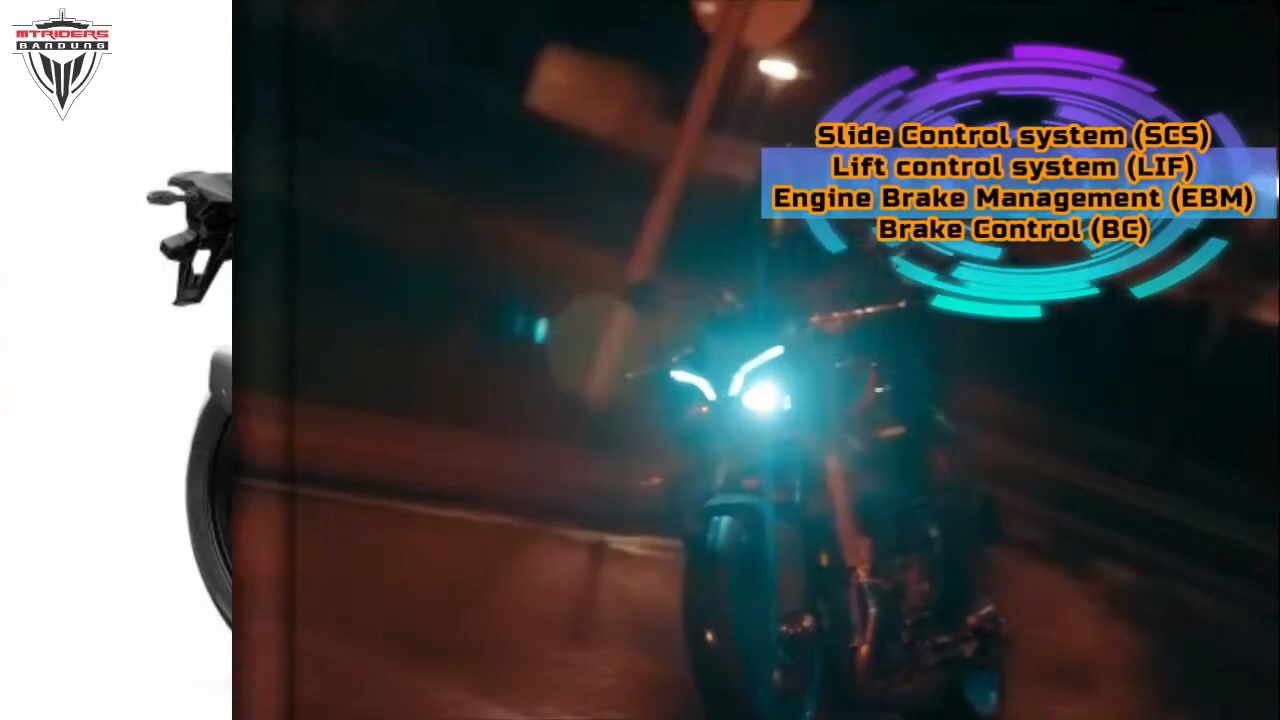 MTRIDERS
BANDUNG
Slide Control system (SCS)
Lift control system (LIF)
Engine Brake Management (EBM)
Brake Control (BC)